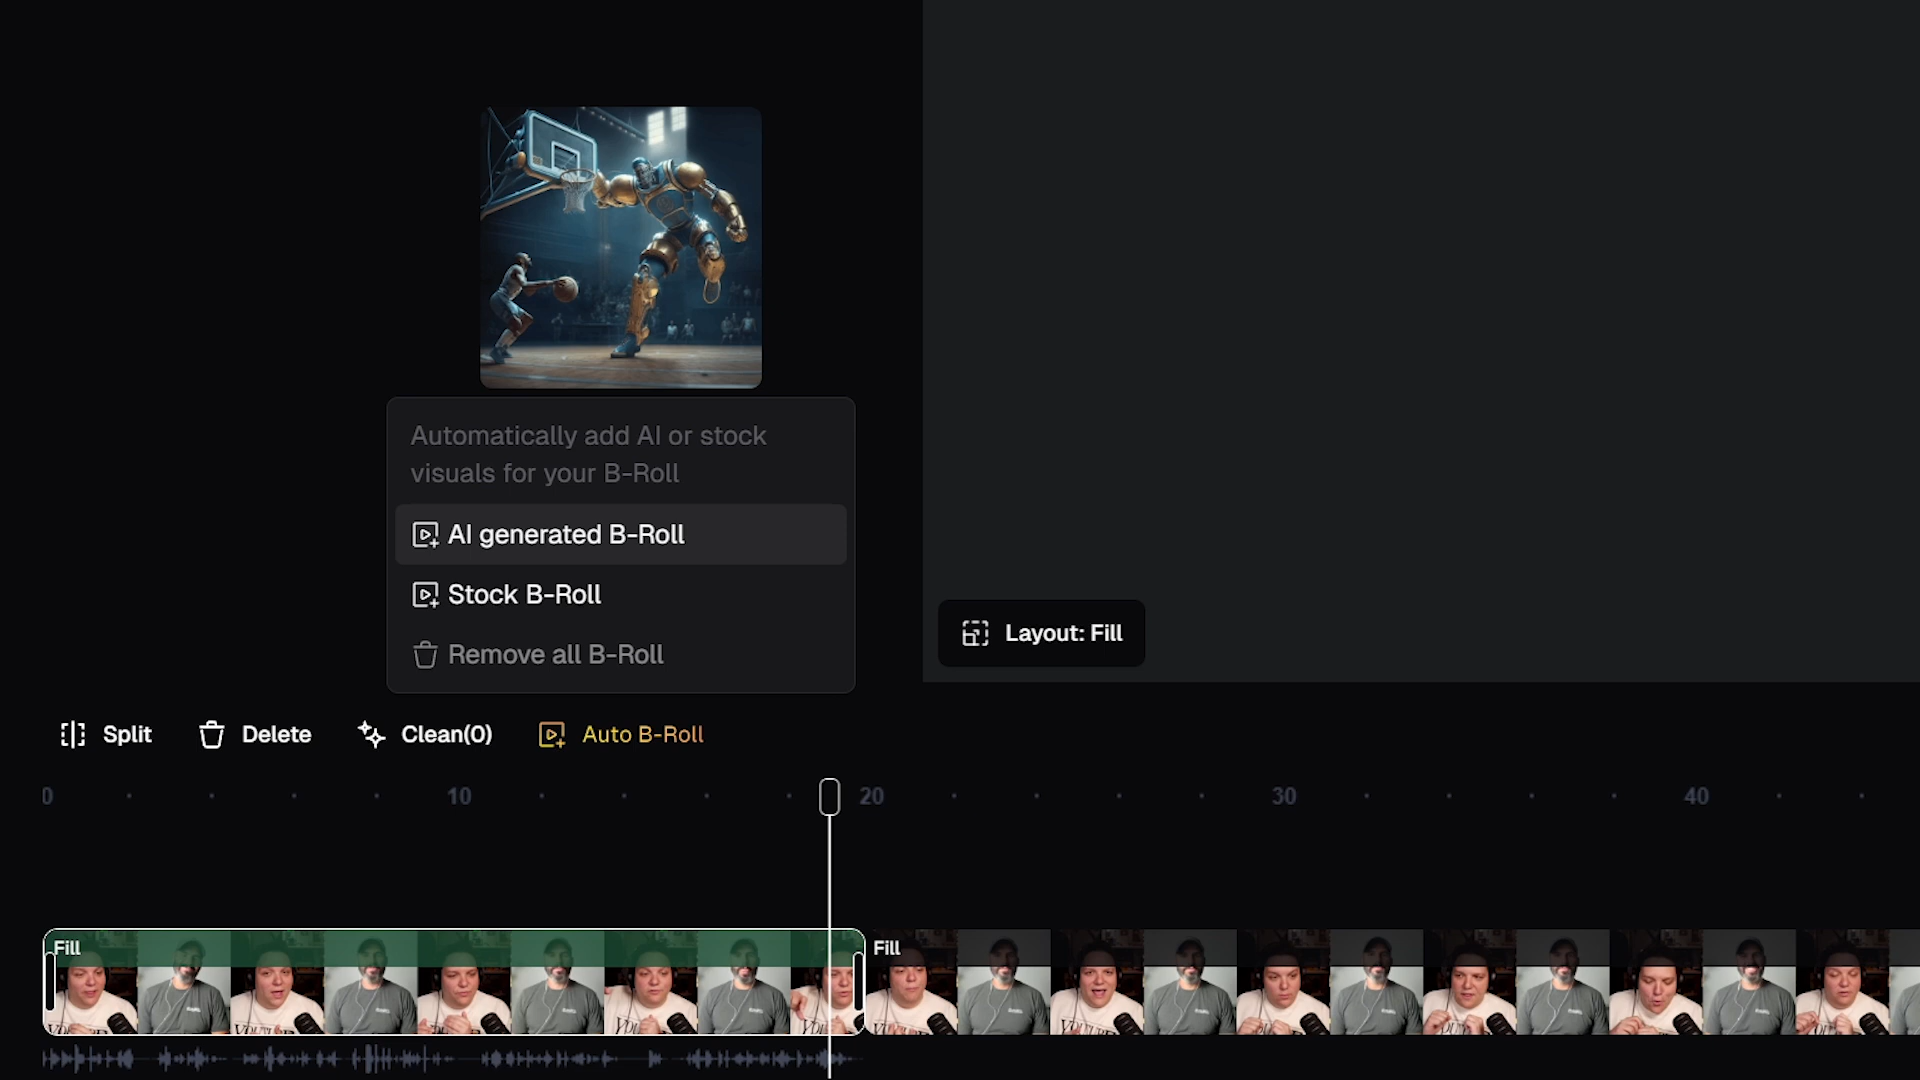 Automatically add AI or stock
visuals for your B-Roll
AI generated B-Roll
Stock B-Roll
Remove all B-Roll
Layout: Fill
Split
Delete
Clean(0)
Auto B-Roll
0
10
20
30
40
Fill
Fill